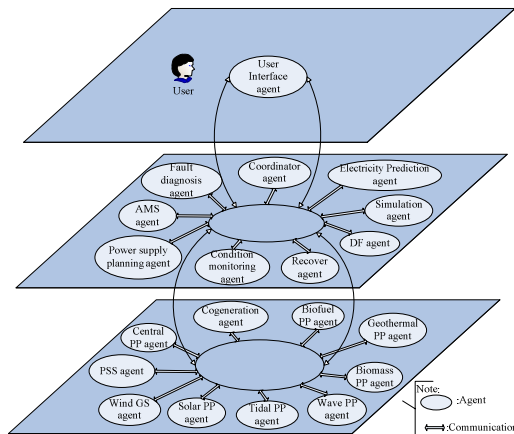 User
User
Interface
agent
Fault
diagnosis
agent
Coordinator
agent
Electricity Prediction
agent
AMS
agent
Simulation
agent
Power supply
planning agent
Condition
monitoring
agent
Recover
agent
DF agent
Cogeneration
agent
Biofuel
PP agent
Central
PP agent
Geothermal
PP agent
PSS agent
Biomass
PP agent
Wind GS
agent
Solar PP
agent
Tidal PP
agent
Wave PP
agent
Note:
:Agent
:Communication